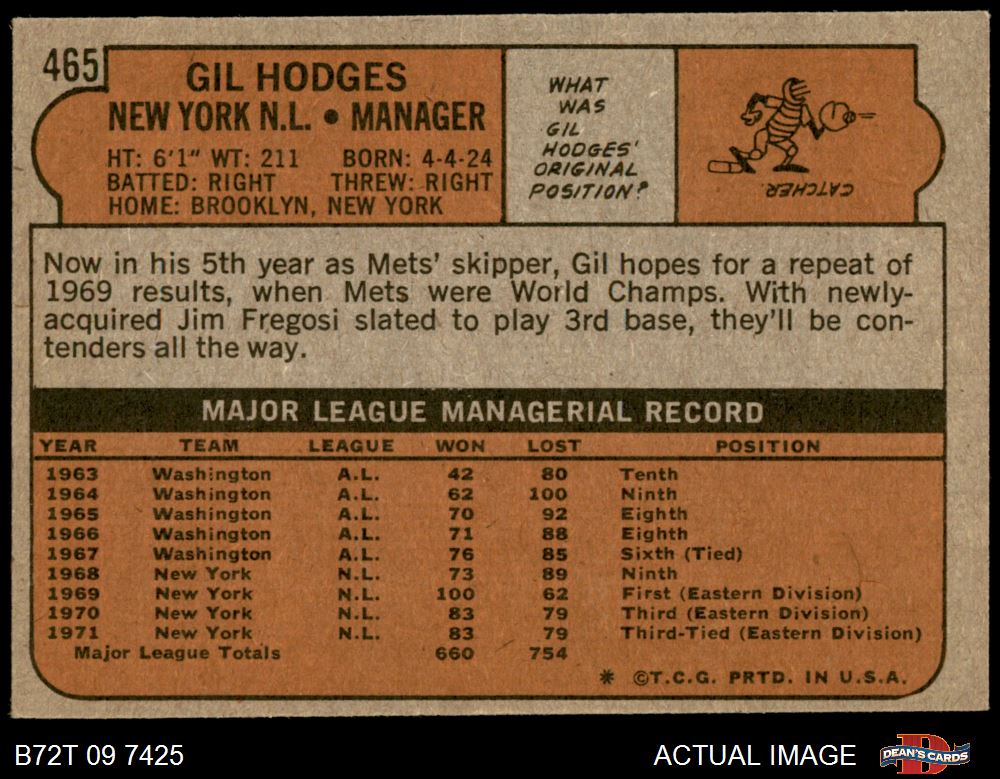 465
GIL HODGES
NEW YORK N.L. • MANAGER
HT: 6'1" WT: 211 BORN: 4-4-24
BATTED: RIGHT THREW: RIGHT
HOME: BROOKLYN, NEW YORK
WHAT
WAS
GIL
HODGES'
ORIGINAL
POSITION?
CATCHER.
Now in his 5th year as Mets' skipper, Gil hopes for a repeat of
1969 results, when Mets were World Champs. With newly-
acquired Jim Fregosi slated to play 3rd base, they'll be con-
tenders all the way.
MAJOR LEAGUE MANAGERIAL RECORD
YEAR TEAM LEAGUE WON LOST POSITION
1963 Washington A.L. 42 80 Tenth
1964 Washington A.L. 62 100 Ninth
1965 Washington A.L. 70 92 Eighth
1966 Washington A.L. 71 88 Eighth
1967 Washington A.L. 76 85 Sixth (Tied)
1968 New York N.L. 73 89 Ninth
1969 New York N.L. 100 62 First (Eastern Division)
1970 New York N.L. 83 79 Third (Eastern Division)
1971 New York N.L. 83 79 Third-Tied (Eastern Division)
Major League Totals 660 754
* ©T.C.G. PRTD. IN U.S.A.
B72T 09 7425 ACTUAL IMAGE DEAN'S CARDS